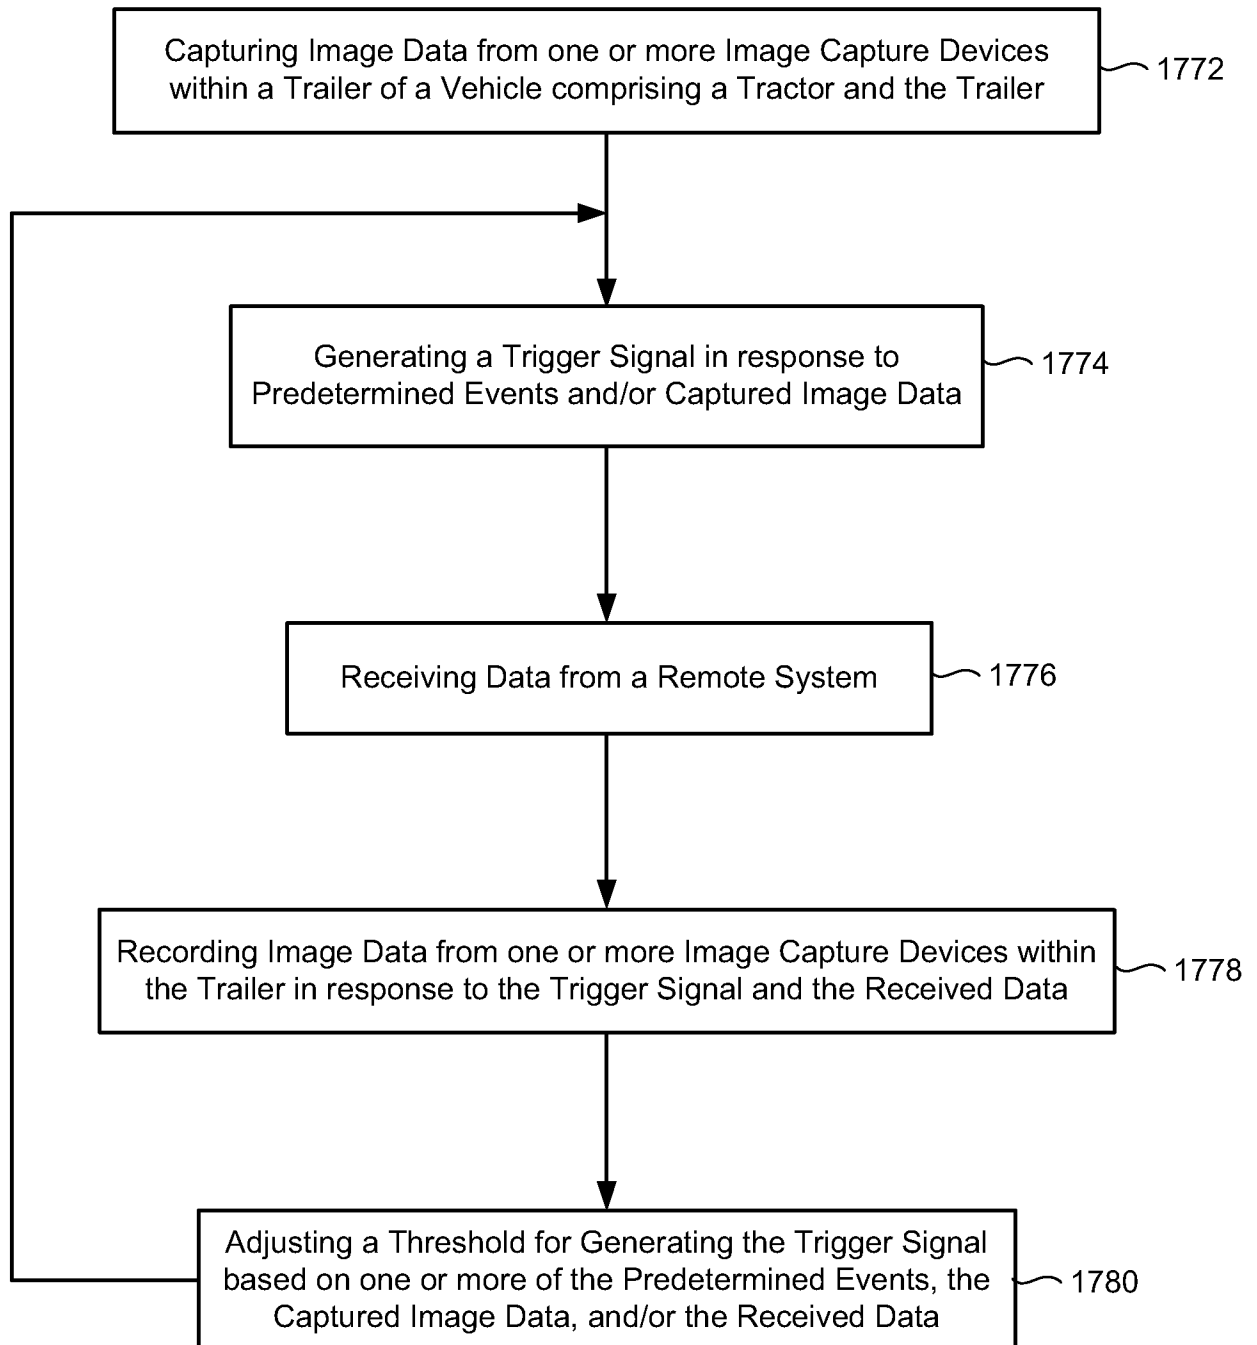 Capturing Image Data from one or more Image Capture Devices
within a Trailer of a Vehicle comprising a Tractor and the Trailer
1772
Generating a Trigger Signal in response to
Predetermined Events and/or Captured Image Data
1774
Receiving Data from a Remote System
1776
Recording Image Data from one or more Image Capture Devices within
the Trailer in response to the Trigger Signal and the Received Data
1778
Adjusting a Threshold for Generating the Trigger Signal
based on one or more of the Predetermined Events, the
Captured Image Data, and/or the Received Data
1780